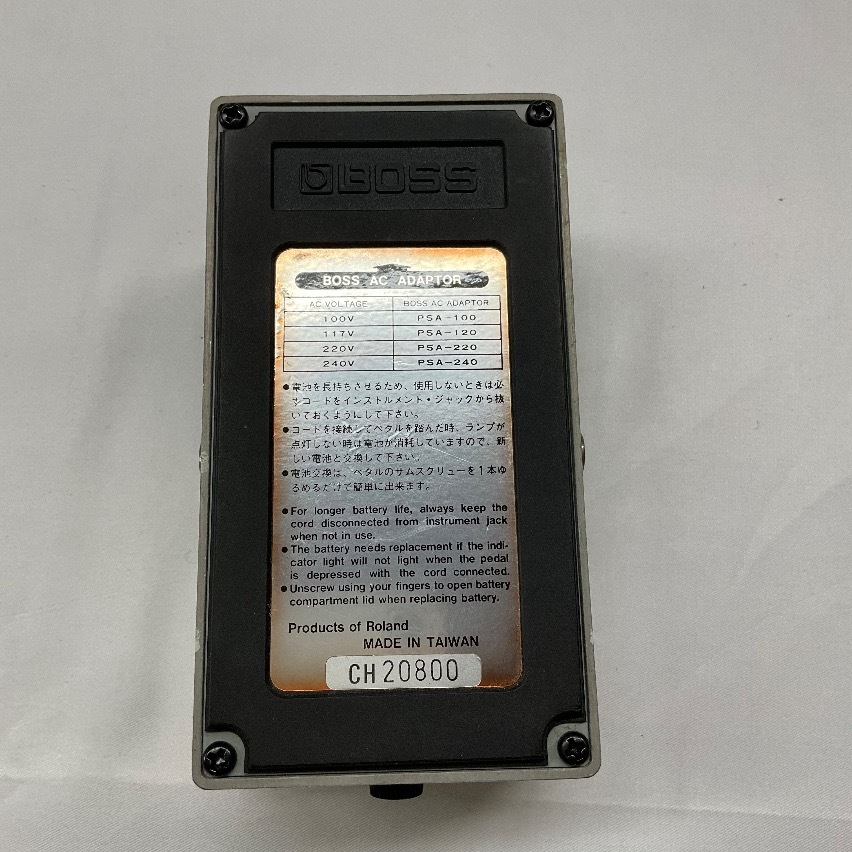 BOSS
BOSS AC ADAPTOR
AC VOLTAGE BOSS AC ADAPTOR
100V PSA-100
117V PSA-120
220V PSA-220
240V PSA-240
●電池を長持ちさせるため、使用しないときは必
ずコードをインストルメント・ジャックから抜
いておくようにして下さい。
●コードを接続してペダルを踏んだ時、ランプが
点灯しない時は電池が消耗していますので、新
しい電池と交換して下さい。
●電池交換は、ペダルのサムスクリューを1本ゆ
るめるだけで簡単に出来ます。
●For longer battery life, always keep the
cord disconnected from instrument jack
when not in use.
●The battery needs replacement if the indi-
cator light will not light when the pedal
is depressed with the cord connected.
●Unscrew using your fingers to open battery
compartment lid when replacing battery.
Products of Roland
MADE IN TAIWAN
CH20800